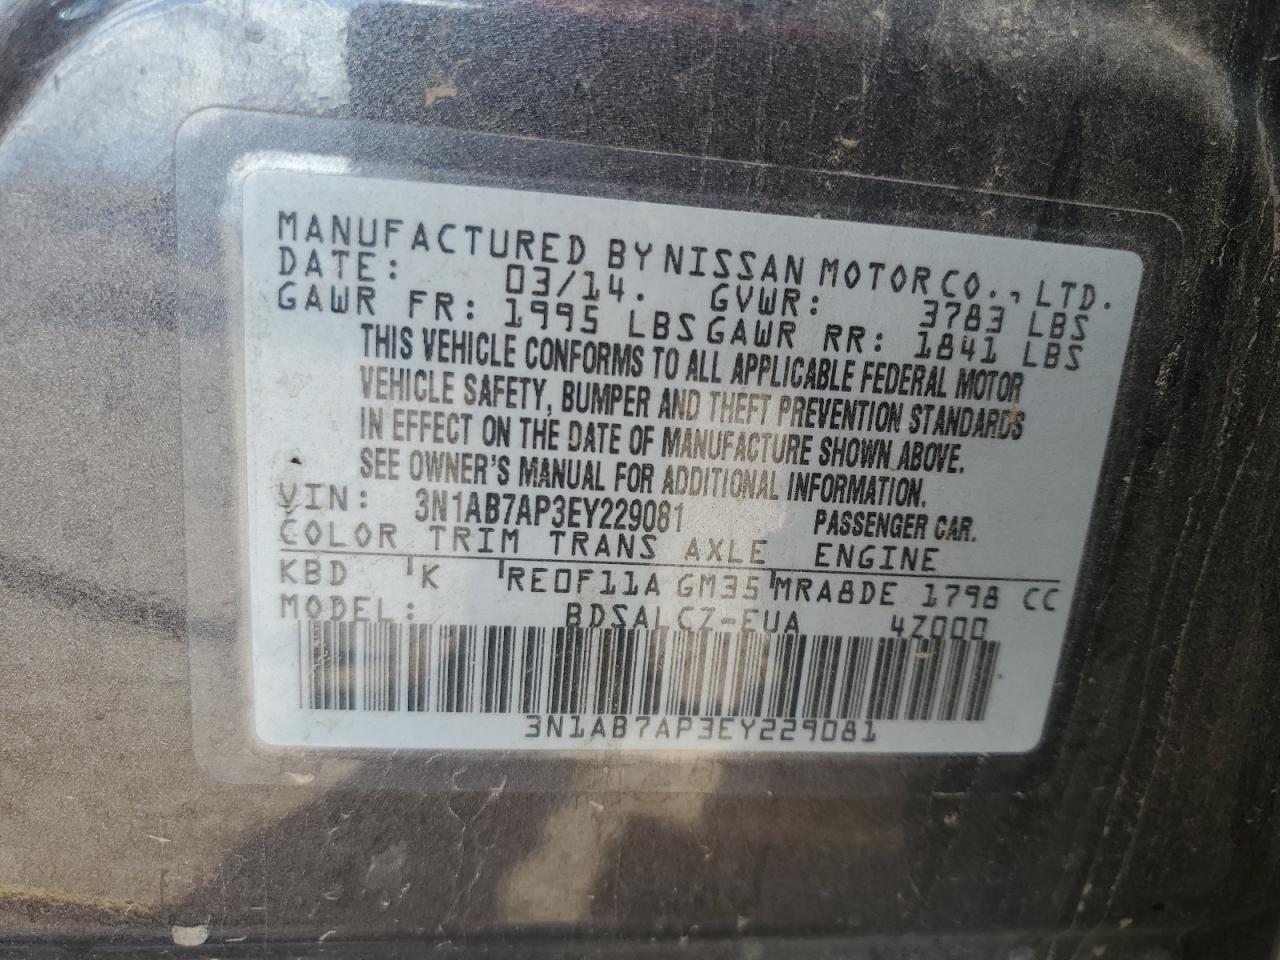 MANUFACTURED BY NISSAN MOTOR CO., LTD.
DATE: 03/14. GVWR: 3783 LBS
GAWR FR: 1995 LBS GAWR RR: 1841 LBS
THIS VEHICLE CONFORMS TO ALL APPLICABLE FEDERAL MOTOR
VEHICLE SAFETY, BUMPER AND THEFT PREVENTION STANDARDS
IN EFFECT ON THE DATE OF MANUFACTURE SHOWN ABOVE.
SEE OWNER'S MANUAL FOR ADDITIONAL INFORMATION.
VIN: 3N1AB7AP3EY229081 PASSENGER CAR.
COLOR TRIM TRANS AXLE ENGINE
KBD K RE0F11A GM35 MRA8DE 1798 CC
MODEL: BDSALCZ-EUA 4Z000
3N1AB7AP3EY229081